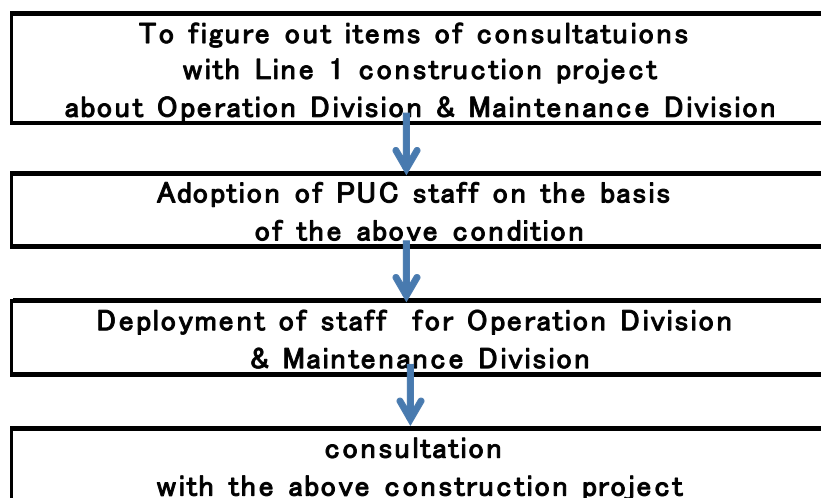 To figure out items of consultatuions
with Line 1 construction project
about Operation Division & Maintenance Division
Adoption of PUC staff on the basis
of the above condition
Deployment of staff for Operation Division
& Maintenance Division
consultation
with the above construction project